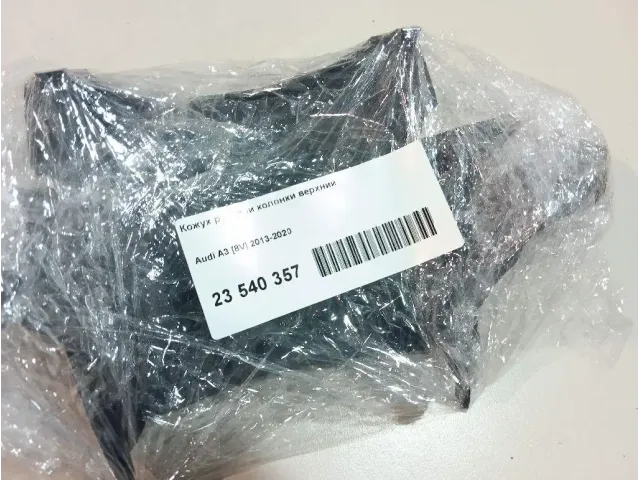 Кожух колонки верхний
Audi A3 [8V] 2013-2020
23 540 357